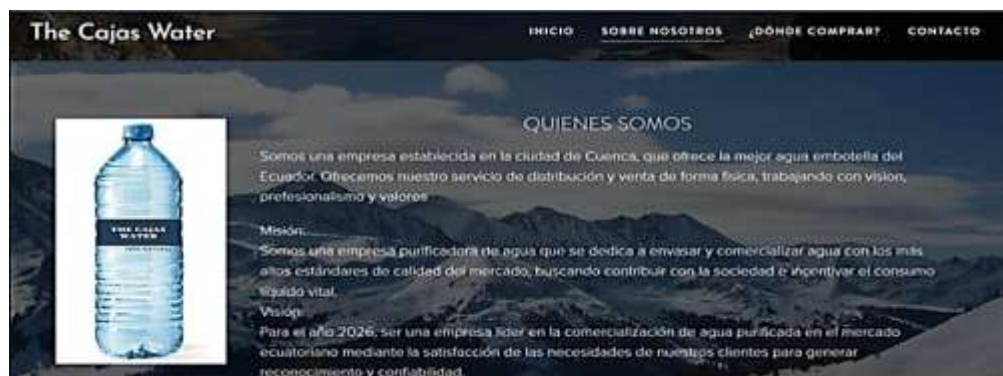 The Cajas Water
INICIO SOBRE NOSOTROS ¿DÓNDE COMPRAR? CONTACTO
QUIENES SOMOS
Somos una empresa establecida en la ciudad de Cuenca, que ofrece la mejor agua embotella del
Ecuador. Ofrecemos nuestro servicio de distribución y venta de forma física, trabajando con vision,
profesionalismo y valores
Misión:
Somos una empresa purificadora de agua que se dedica a envasar y comercializar agua con los más
altos estándares de calidad del mercado, buscando contribuir con la sociedad e incentivar el consumo
líquido vital.
Visión:
Para el año 2026, ser una empresa líder en la comercialización de agua purificada en el mercado
ecuatoriano mediante la satisfacción de las necesidades de nuestros clientes para generar
reconocimiento y confiabilidad.
THE CAJAS
WATER